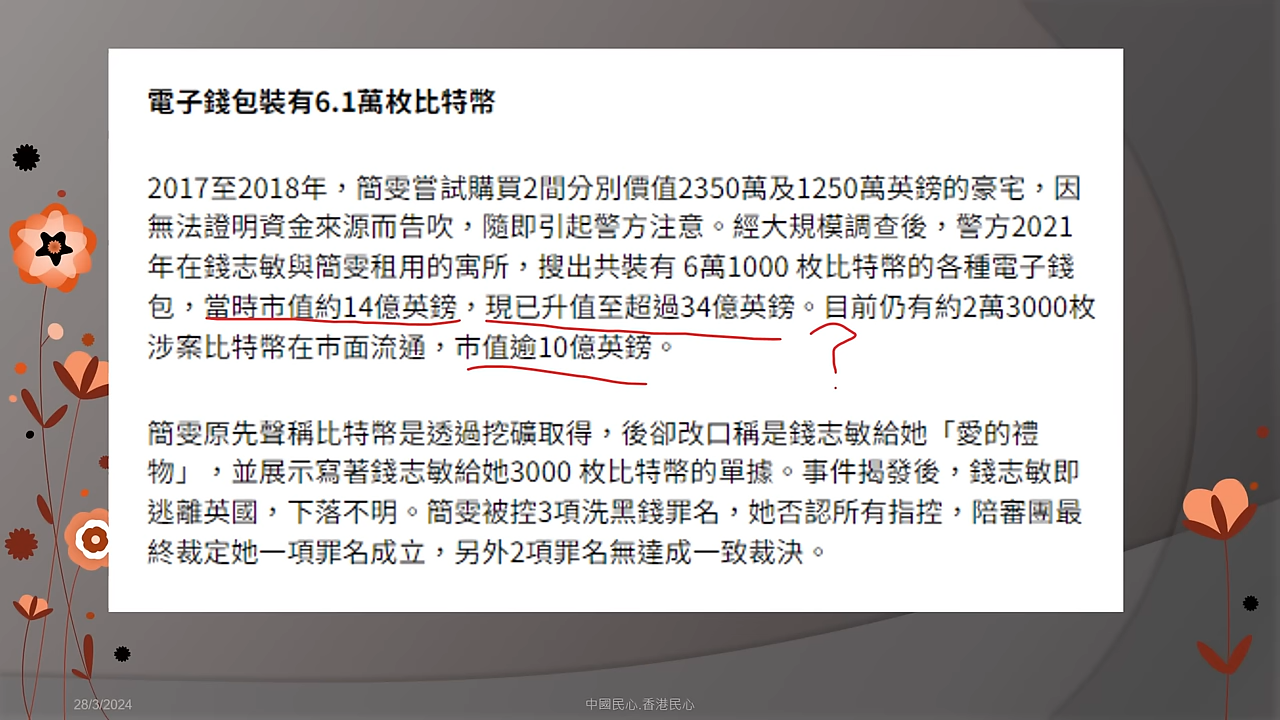 電子錢包裝有6.1萬枚比特幣
2017至2018年，簡雯嘗試購買2間分別價值2350萬及1250萬英鎊的豪宅，因
無法證明資金來源而告吹，隨即引起警方注意。經大規模調查後，警方2021
年在錢志敏與簡雯租用的寓所，搜出共裝有 6萬1000 枚比特幣的各種電子錢
包，當時市值約14億英鎊，現已升值至超過34億英鎊。目前仍有約2萬3000枚
涉案比特幣在市面流通，市值逾10億英鎊。
?
簡雯原先聲稱比特幣是透過挖礦取得，後卻改口稱是錢志敏給她「愛的禮
物」，並展示寫著錢志敏給她3000 枚比特幣的單據。事件揭發後，錢志敏即
逃離英國，下落不明。簡雯被控3項洗黑錢罪名，她否認所有指控，陪審團最
終裁定她一項罪名成立，另外2項罪名無達成一致裁決。
28/3/2024
中國民心.香港民心